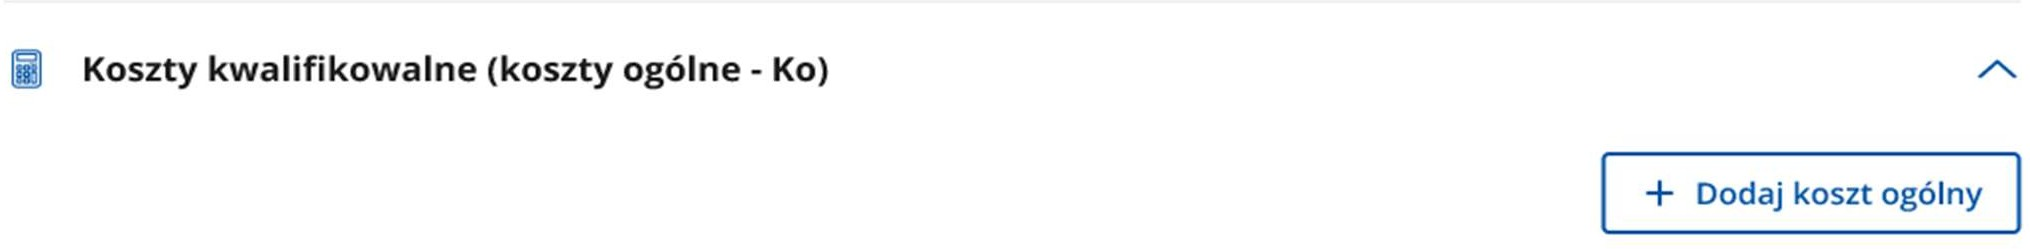 Koszty kwalifikowalne (koszty ogólne - Ko)
+ Dodaj koszt ogólny